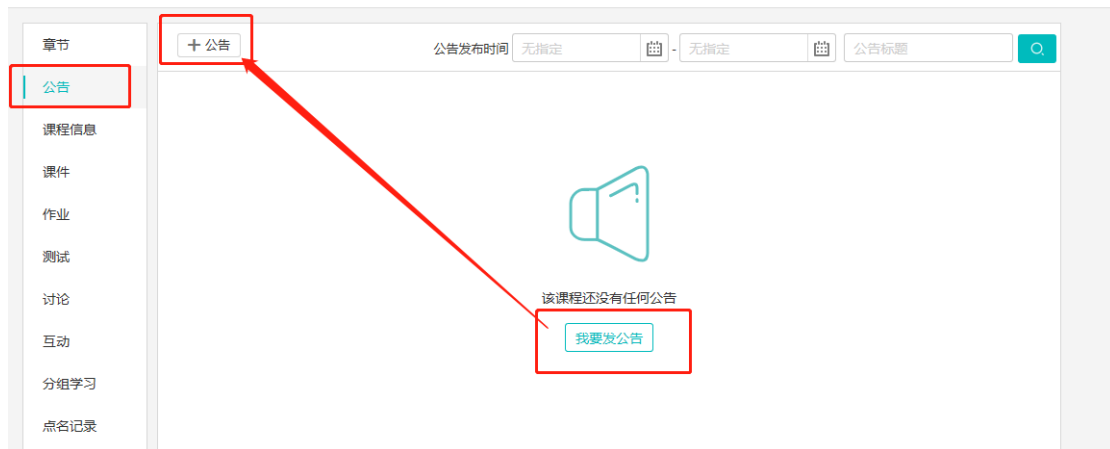 章节
公告
课程信息
课件
作业
测试
讨论
互动
分组学习
点名记录
+ 公告
公告发布时间 无指定 - 无指定 公告标题
该课程还没有任何公告
我要发公告